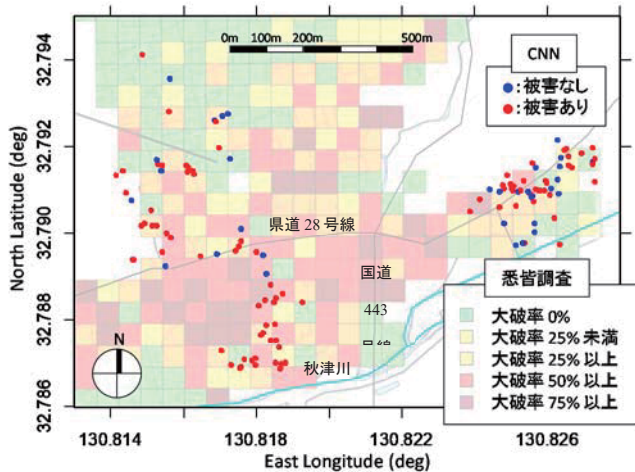 32.794
32.792
32.790
32.788
32.786
North Latitude (deg)
0m
100m
200m
500m
CNN
:被害なし
:被害あり
県道28号線
国道
443
号線
秋津川
N
悉皆調査
大破率 0%
大破率 25% 未満
大破率 25% 以上
大破率 50% 以上
大破率 75% 以上
130.814
130.818
130.822
130.826
East Longitude (deg)